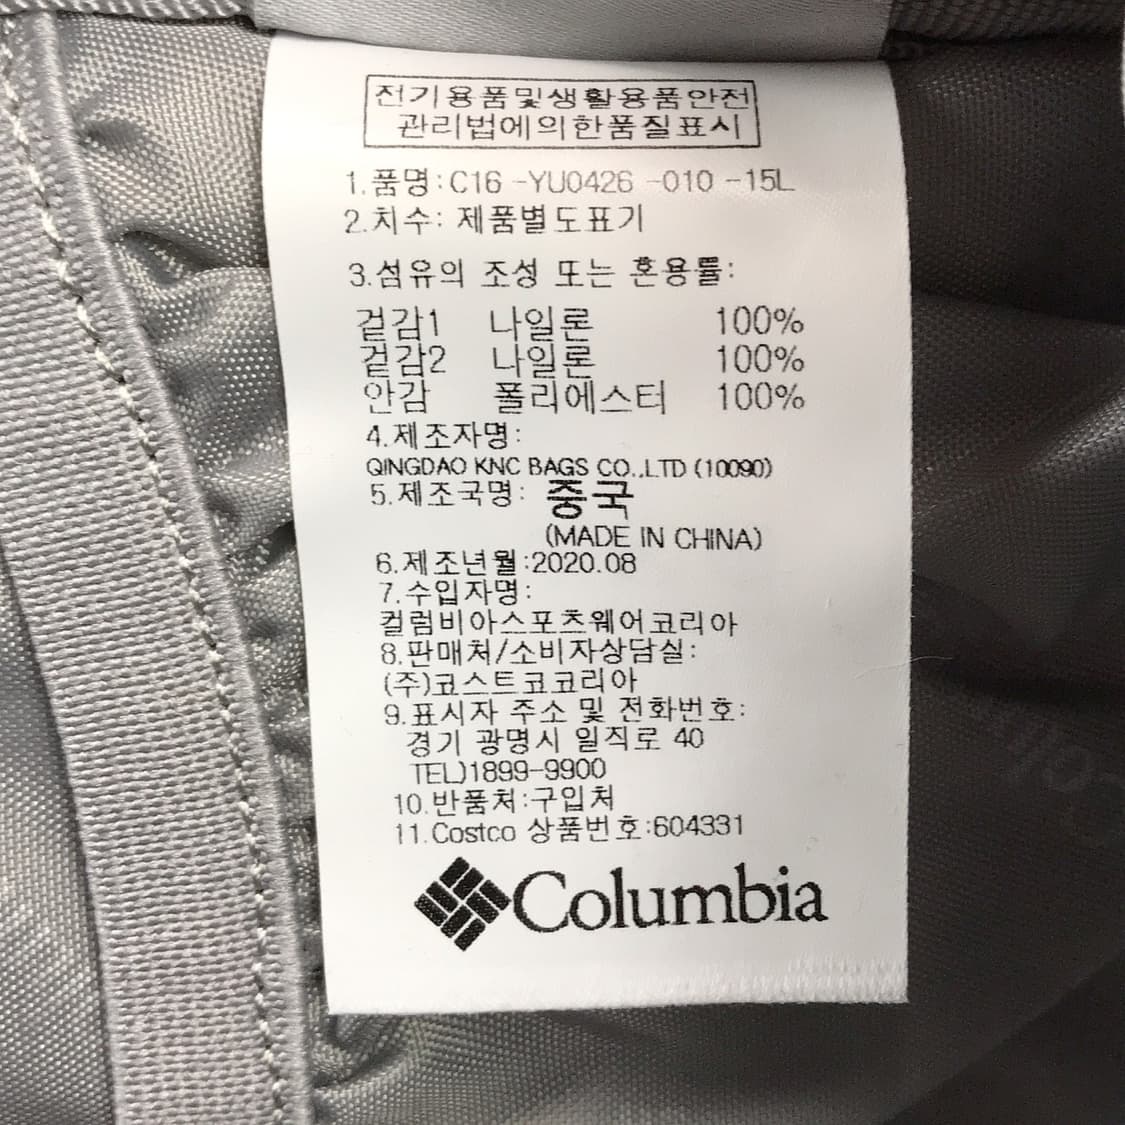 전기용품및생활용품안전
관리법에의한품질표시
1.품명:C16 -YU0426 -010 -15L
2.치수: 제품별도표기
3.섬유의 조성 또는 혼용률:
겉감1 나일론 100%
겉감2 나일론 100%
안감 폴리에스터 100%
4.제조자명:
QINGDAO KNC BAGS CO.,LTD (10090)
5.제조국명: 중국
(MADE IN CHINA)
6.제조년월:2020.08
7.수입자명:
컬럼비아스포츠웨어코리아
8.판매처/소비자상담실:
(주)코스트코코리아
9.표시자 주소 및 전화번호:
경기 광명시 일직로 40
TEL)1899-9900
10.반품처:구입처
11.Costco 상품번호:604331
Columbia